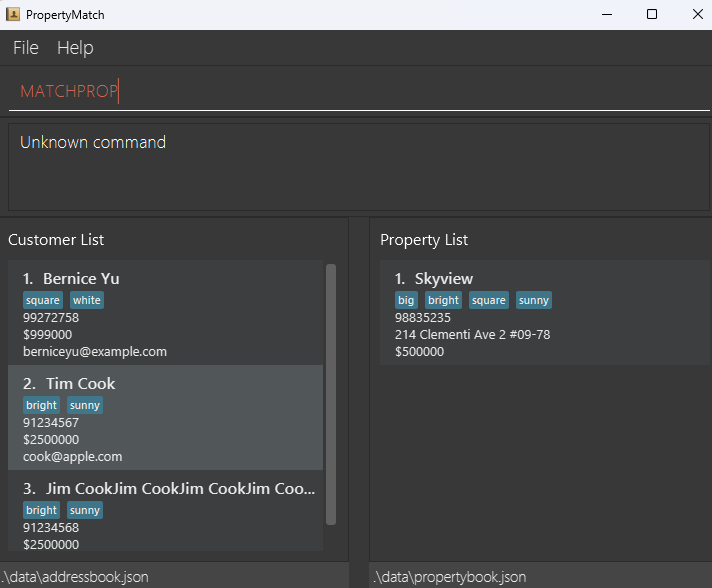 PropertyMatch
File Help
MATCHPROP
Unknown command
Customer List
1. Bernice Yu
square white
99272758
$999000
berniceyu@example.com
2. Tim Cook
bright sunny
91234567
$2500000
cook@apple.com
3. Jim CookJim CookJim CookJim Coo...
bright sunny
91234568
$2500000
.\data\addressbook.json
Property List
1. Skyview
big bright square sunny
98835235
214 Clementi Ave 2 #09-78
$500000
.\data\propertybook.json